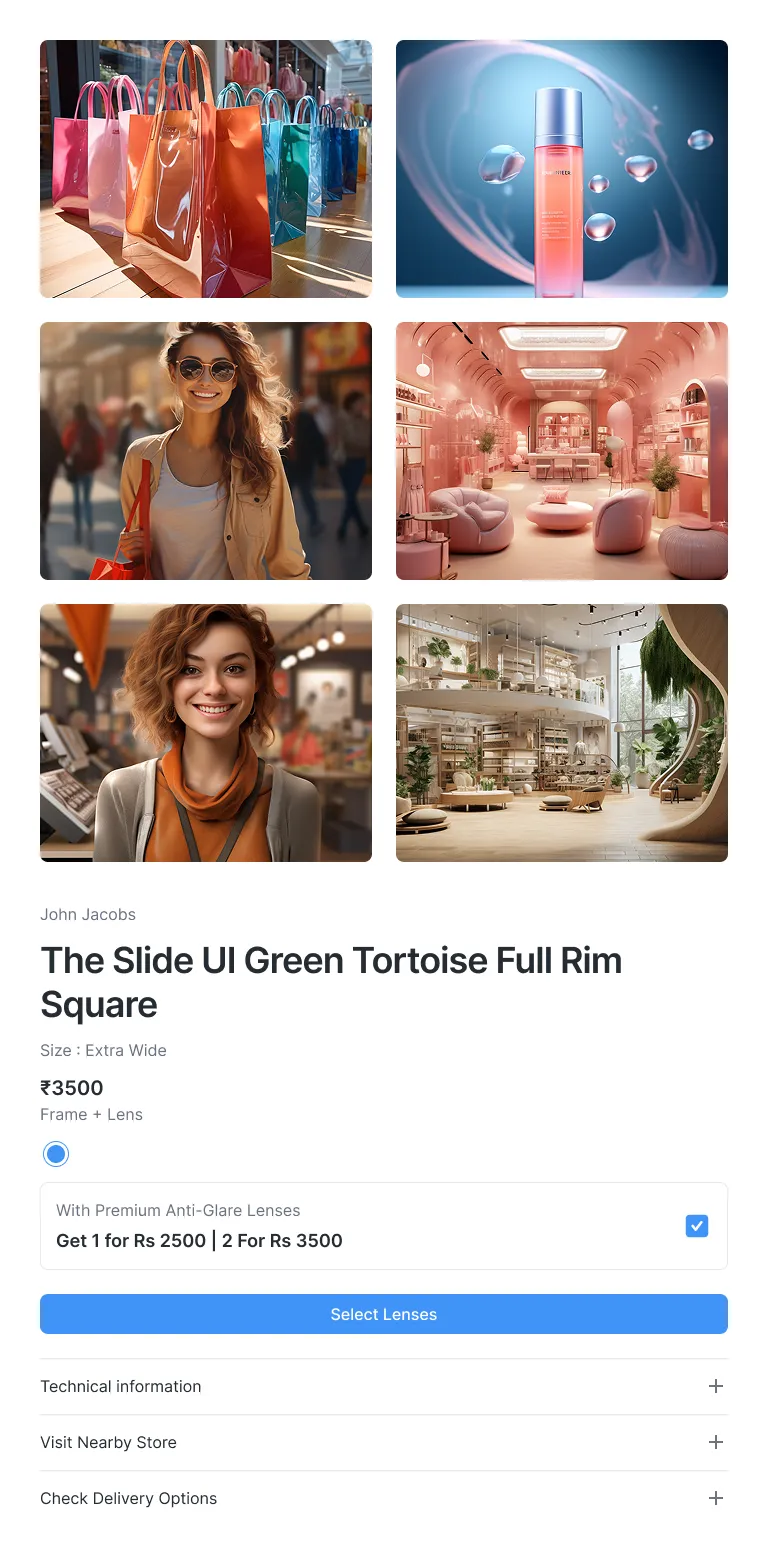 John Jacobs
The Slide UI Green Tortoise Full Rim
Square
Size : Extra Wide
₹3500
Frame + Lens
With Premium Anti-Glare Lenses
Get 1 for Rs 2500 | 2 For Rs 3500
Select Lenses
Technical information
Visit Nearby Store
Check Delivery Options